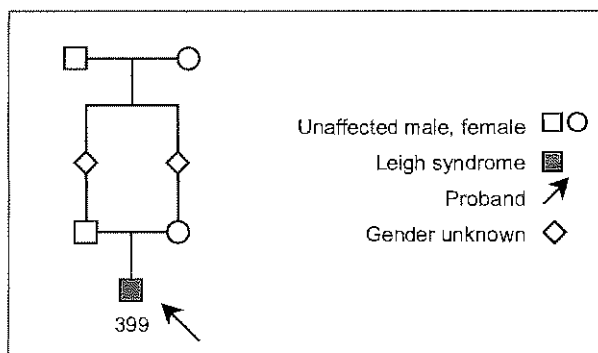 Unaffected male, female
Leigh syndrome
Proband
Gender unknown
399